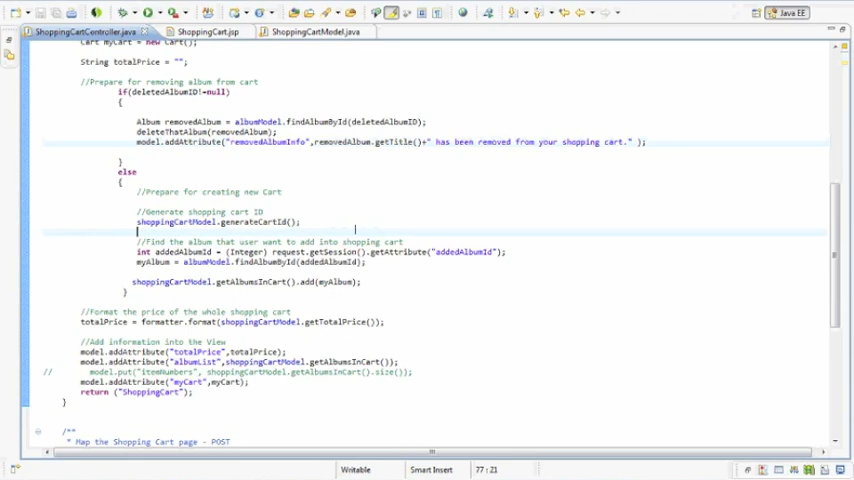 Java EE
ShoppingCartController.java
ShoppingCart.jsp
ShoppingCartModel.java
Cart myCart = new Cart();
String totalPrice = "";
//Prepare for removing album from cart
if(deletedAlbumID!=null)
{
Album removedAlbum = albumModel.findAlbumById(deletedAlbumID);
deleteThatAlbum(removedAlbum);
model.addAttribute("removedAlbumInfo",removedAlbum.getTitle()+" has been removed from your shopping cart." );
}
else
{
//Prepare for creating new Cart
//Generate shopping cart ID
shoppingCartModel.generateCartId();
//Find the album that user want to add into shopping cart
int addedAlbumId = (Integer) request.getSession().getAttribute("addedAlbumId");
myAlbum = albumModel.findAlbumById(addedAlbumId);
shoppingCartModel.getAlbumsInCart().add(myAlbum);
}
//Format the price of the whole shopping cart
totalPrice = formatter.format(shoppingCartModel.getTotalPrice());
//Add information into the View
model.addAttribute("totalPrice",totalPrice);
model.addAttribute("albumList",shoppingCartModel.getAlbumsInCart());
// model.put("itemNumbers", shoppingCartModel.getAlbumsInCart().size());
model.addAttribute("myCart",myCart);
return ("ShoppingCart");
}
/**
* Map the Shopping Cart page - POST
Writable
Smart Insert
77 : 21